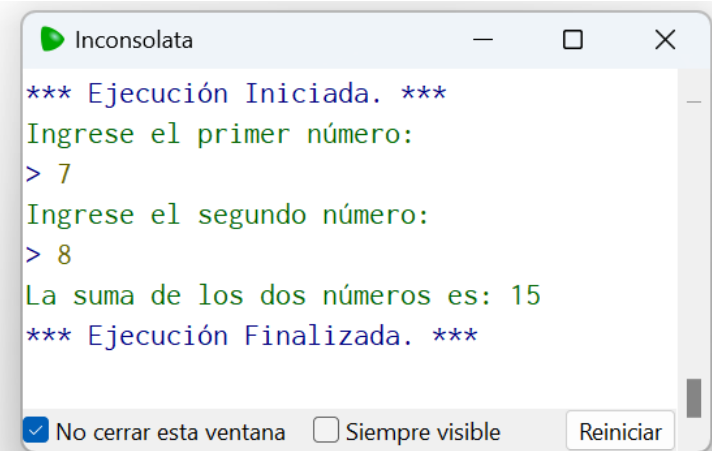 Inconsolata
*** Ejecución Iniciada. ***
Ingrese el primer número:
> 7
Ingrese el segundo número:
> 8
La suma de los dos números es: 15
*** Ejecución Finalizada. ***
No cerrar esta ventana Siempre visible Reiniciar